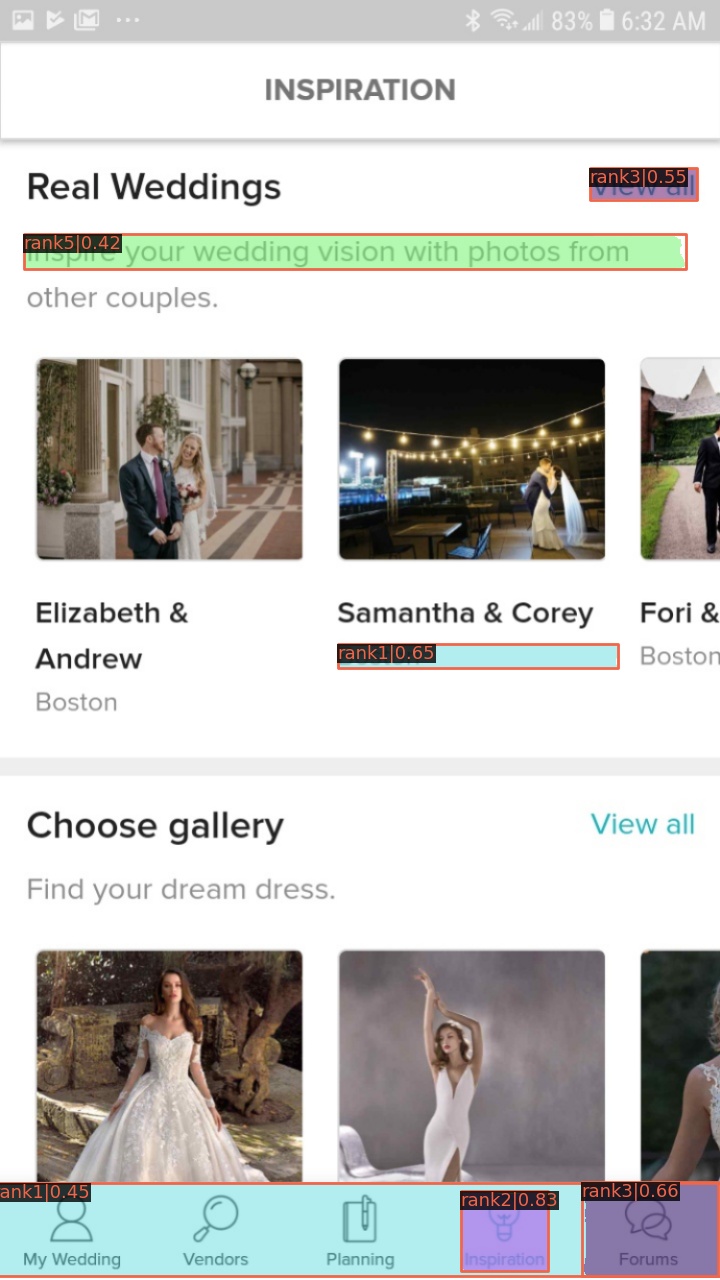 83% 6:32 AM
INSPIRATION
Real Weddings
rank3|0.55
View all
rank5|0.42
Inspire your wedding vision with photos from
other couples.
Elizabeth &
Andrew
Boston
Samantha & Corey
rank1|0.65
Fori &
Boston
Choose gallery
View all
Find your dream dress.
rank1|0.45
rank2|0.83
rank3|0.66
My Wedding
Vendors
Planning
Inspiration
Forums